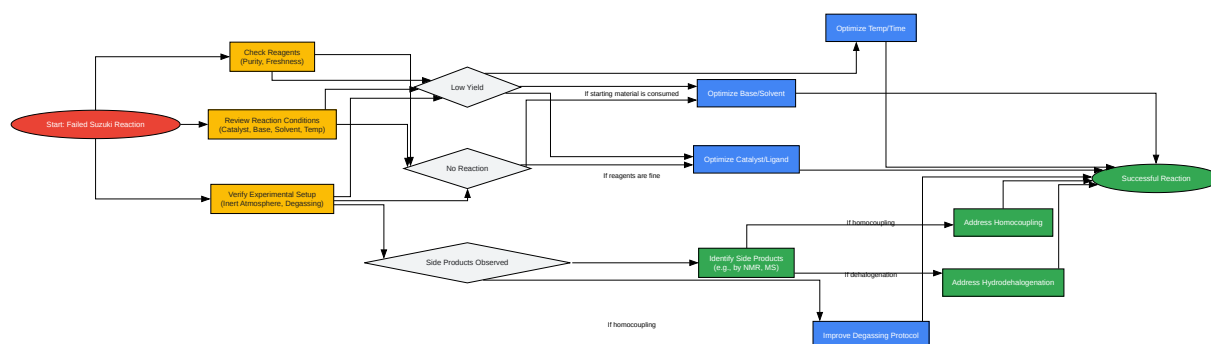 Optimize Temp/Time
Check Reagents
(Purity, Freshness)
Low Yield
If starting material is consumed
Optimize Base/Solvent
Start: Failed Suzuki Reaction
Review Reaction Conditions
(Catalyst, Base, Solvent, Temp)
No Reaction
If reagents are fine
Optimize Catalyst/Ligand
Successful Reaction
Verify Experimental Setup
(Inert Atmosphere, Degassing)
If homocoupling
Address Homocoupling
Side Products Observed
Identify Side Products
(e.g., by NMR, MS)
If dehalogenation
Address Hydrodehalogenation
If homocoupling
Improve Degassing Protocol